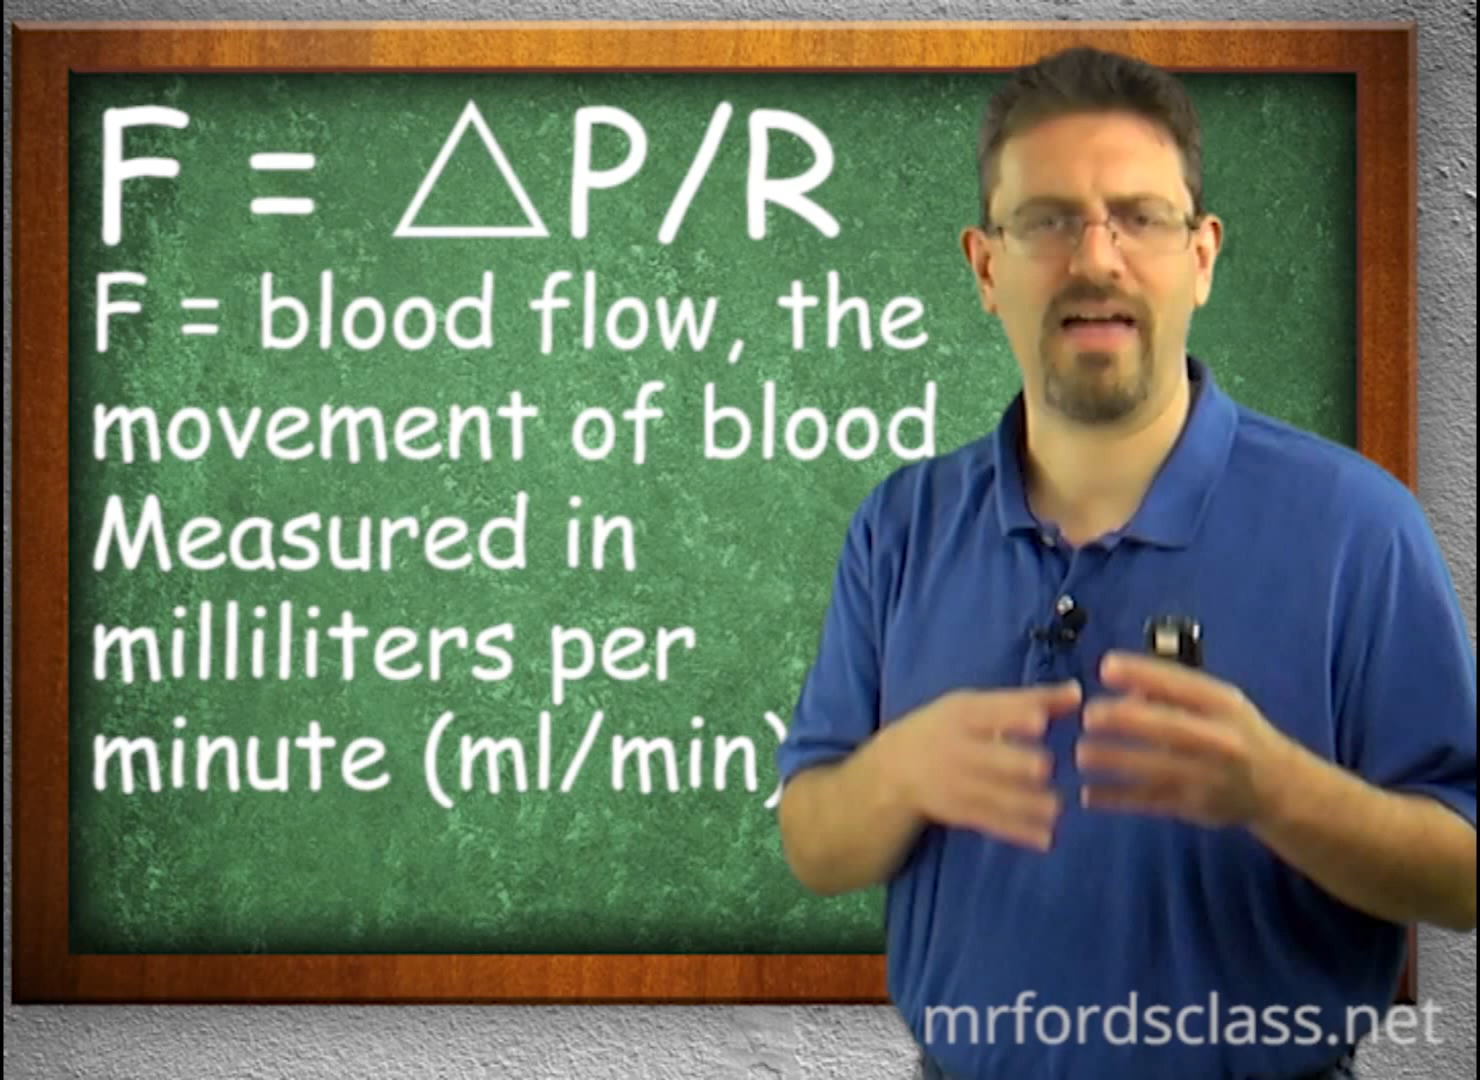 F = △P/R
F = blood flow, the
movement of blood
Measured in
milliliters per
minute (ml/min)
mrfordsclass.net